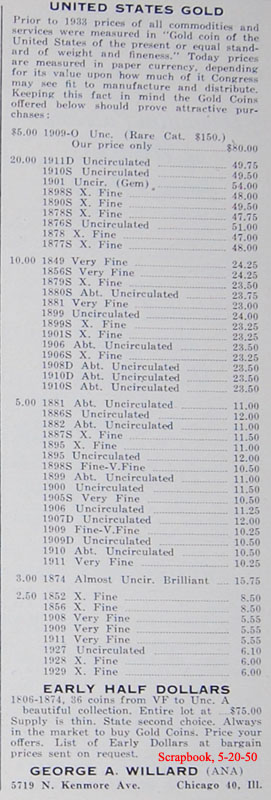 UNITED STATES GOLD
Prior to 1933 prices of all commodities and
services were measured in "Gold coin of the
United States of the present or equal stand-
ard of weight and fineness." Today prices
are measured in paper currency, depending
for its value upon how much of it Congress
may see fit to manufacture and distribute.
Keeping this fact in mind the Gold Coins
offered below should prove attractive pur-
chases:
$5.00 1909-O Unc. (Rare Cat. $150.)
Our price only $80.00
20.00 1911D Uncirculated 49.75
1910S Uncirculated 49.50
1901 Uncir. (Gem) 54.00
1898S X. Fine 48.00
1890S X. Fine 49.50
1878S X. Fine 47.75
1876S Uncirculated 51.00
1878 X. Fine 47.00
1877S X. Fine 48.00
10.00 1849 Very Fine 24.25
1856S Very Fine 24.25
1879S X. Fine 23.50
1880S Abt. Uncirculated 23.75
1881 Very Fine 23.00
1899 Uncirculated 24.00
1899S X. Fine 23.25
1901S X. Fine 23.25
1906 Abt. Uncirculated 23.50
1906S X. Fine 23.25
1908D Abt. Uncirculated 23.50
1910D Abt. Uncirculated 23.50
1910S Abt. Uncirculated 23.50
5.00 1881 Abt. Uncirculated 11.00
1886S Uncirculated 12.00
1882 Abt. Uncirculated 11.00
1887S X. Fine 11.50
1895 X. Fine 11.00
1895 Uncirculated 12.00
1898S Fine-V.Fine 10.50
1899 Abt. Uncirculated 11.00
1900 Uncirculated 11.50
1905S Very Fine 10.50
1906 Uncirculated 11.25
1907D Uncirculated 12.00
1909 Fine-V.Fine 10.25
1909D Uncirculated 10.50
1910 Abt. Uncirculated 10.50
1911 Very Fine 10.25
3.00 1874 Almost Uncir. Brilliant 15.75
2.50 1852 X. Fine 8.50
1856 X. Fine 8.50
1908 Very Fine 5.55
1909 Very Fine 5.55
1911 Very Fine 5.55
1927 Uncirculated 6.10
1928 X. Fine 6.00
1929 X. Fine 6.00
EARLY HALF DOLLARS
1806-1874, 36 coins from VF to Unc. A
beautiful collection. Entire lot at $75.00
Supply is thin. State second choice. Always
in the market to buy Gold Coins. Price your
offers. List of Early Dollars at bargain
prices sent on request.
Scrapbook, 5-20-50
GEORGE A. WILLARD (ANA)
5719 N. Kenmore Ave. Chicago 40, Ill.